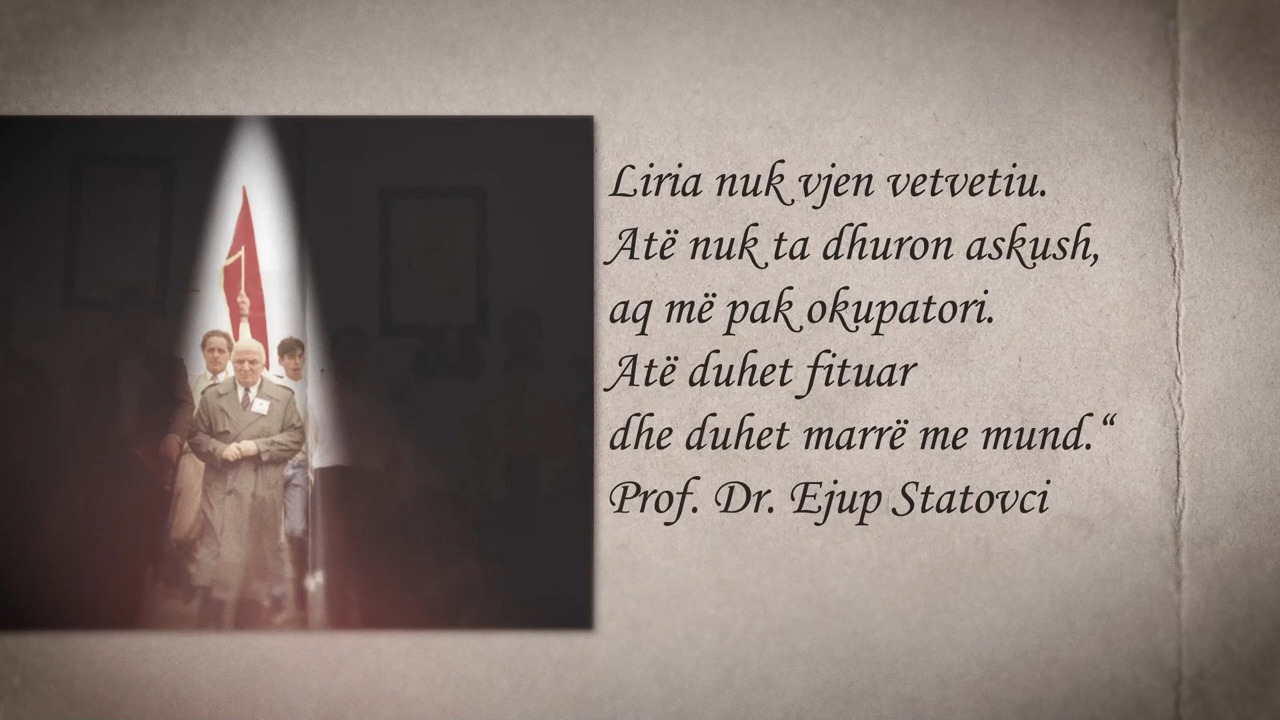 Liria nuk vjen vetvetiu.
Atë nuk ta dhuron askush,
aq më pak okupatori.
Atë duhet fituar
dhe duhet marrë me mund.“
Prof. Dr. Ejup Statovci